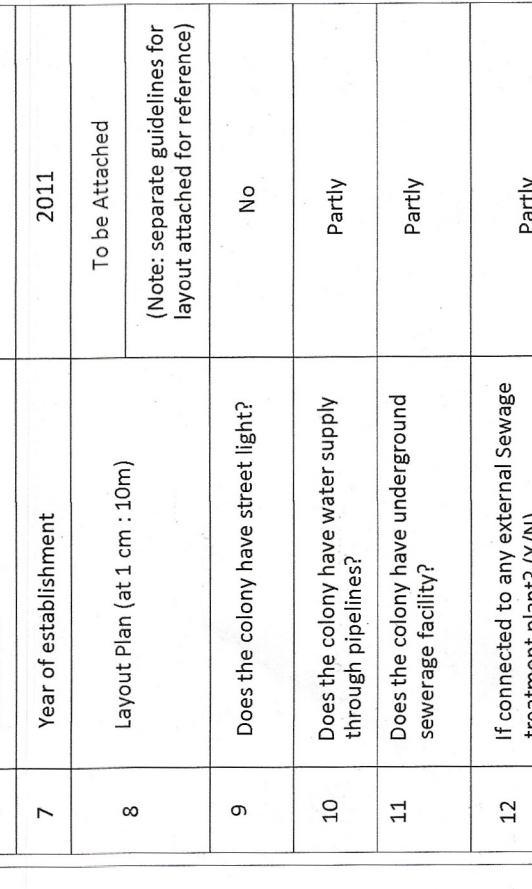 7 Year of establishment 2011
8 Layout Plan (at 1 cm : 10m) To be Attached
(Note: separate guidelines for
layout attached for reference)
9 Does the colony have street light? No
10 Does the colony have water supply
through pipelines? Partly
11 Does the colony have underground
sewerage facility? Partly
12 If connected to any external Sewage
treatment plant? (Y/N) Partly